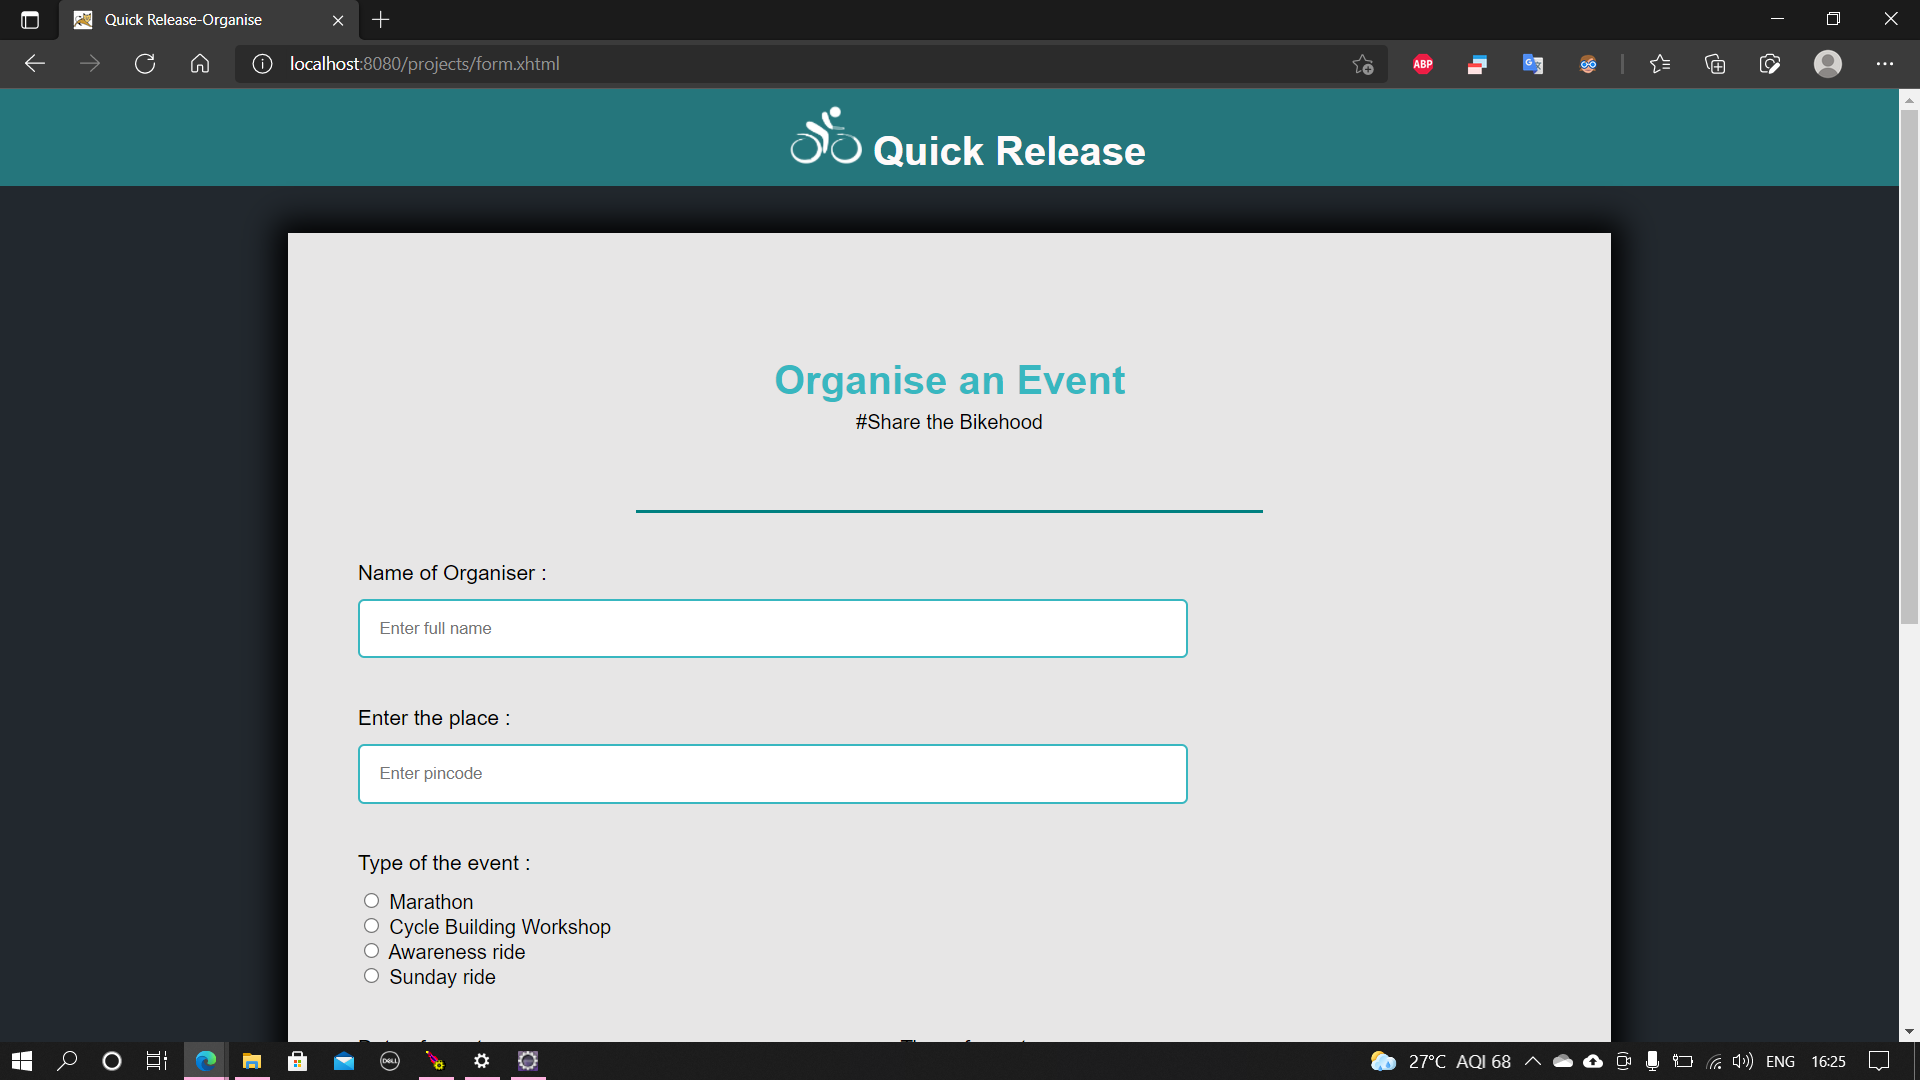 Quick Release-Organise
localhost:8080/projects/form.xhtml
ABP
Quick Release
Organise an Event
#Share the Bikehood
Name of Organiser :
Enter full name
Enter the place :
Enter pincode
Type of the event :
Marathon
Cycle Building Workshop
Awareness ride
Sunday ride
DELL
27°C AQI 68
ENG
16:25